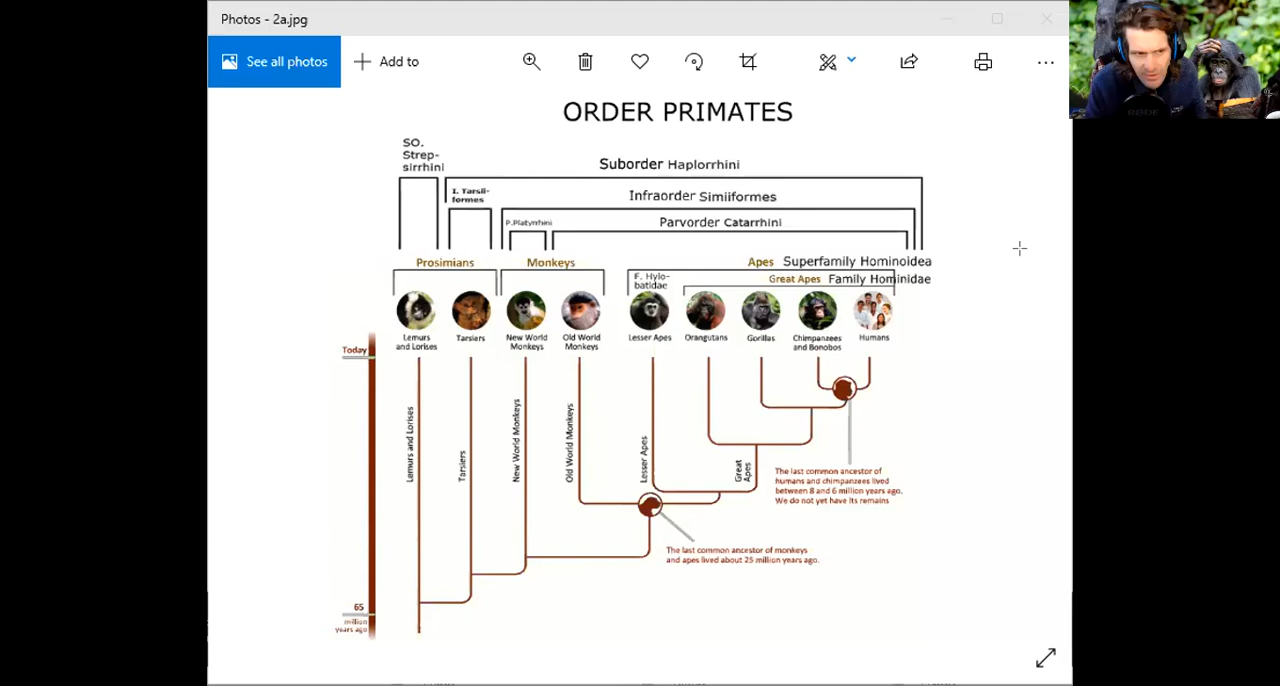 Photos - 2a.jpg
See all photos
Add to
ORDER PRIMATES
SO.
Strep-
sirrhini
Suborder Haplorrhini
I. Tarsii-
formes
Infraorder Simiiformes
P.Platyrrhini
Parvorder Catarrhini
Prosimians
Monkeys
Apes Superfamily Hominoidea
F. Hylo-
batidae
Great Apes Family Hominidae
Lemurs
and Lorises
Tarsiers
New World
Monkeys
Old World
Monkeys
Lesser Apes
Orangutans
Gorillas
Chimpanzees
and Bonobos
Humans
Today
Lemurs and Lorises
Tarsiers
New World Monkeys
Old World Monkeys
Lesser Apes
Great
Apes
The last common ancestor of
humans and chimpanzees lived
between 8 and 6 million years ago.
We do not yet have its remains
The last common ancestor of monkeys
and apes lived about 25 million years ago.
65
million
years ago
RODE